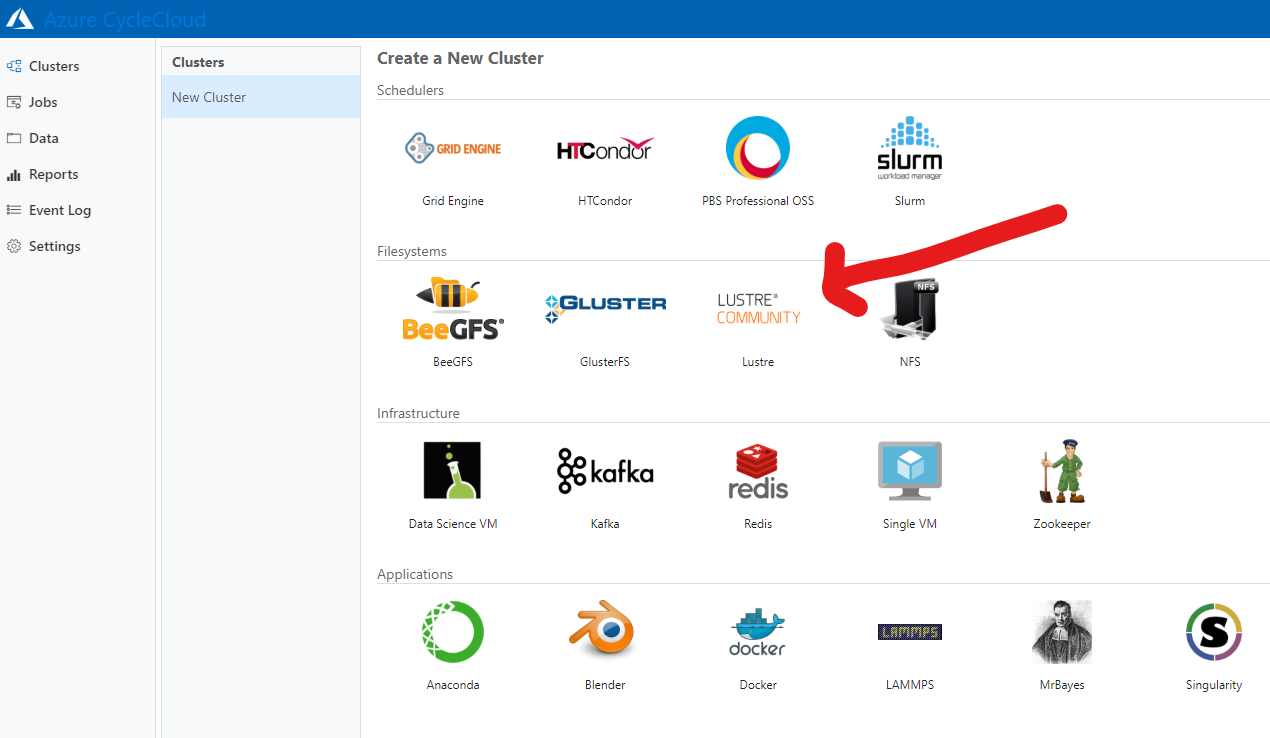 Azure CycleCloud
Clusters
Jobs
Data
Reports
Event Log
Settings
Clusters
New Cluster
Create a New Cluster
Schedulers
GRID ENGINE
HTCondor
slurm
workload manager
Grid Engine
HTCondor
PBS Professional OSS
Slurm
Filesystems
BeeGFS®
GLUSTER
LUSTRE®
COMMUNITY
NFS
BeeGFS
GlusterFS
Lustre
NFS
Infrastructure
kafka
redis
Data Science VM
Kafka
Redis
Single VM
Zookeeper
Applications
docker
LAMMPS
S
Anaconda
Blender
Docker
LAMMPS
MrBayes
Singularity